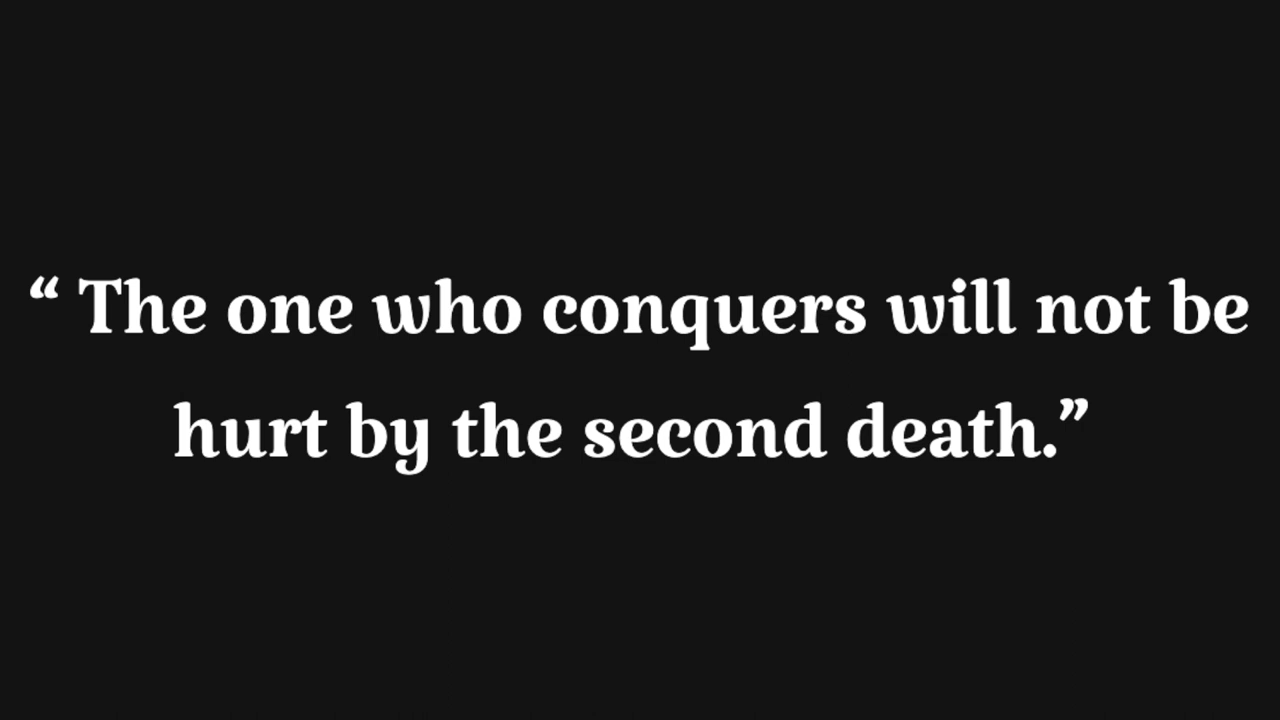 “ The one who conquers will not be
hurt by the second death.”